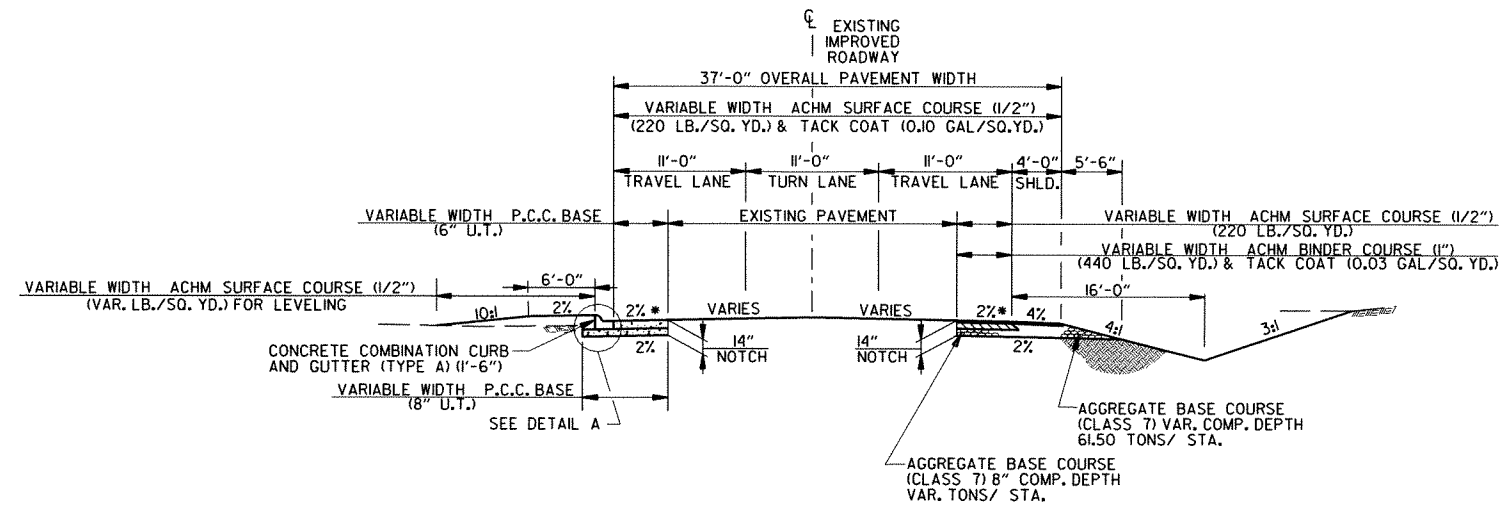 ℄ EXISTING
IMPROVED
ROADWAY
37'-0" OVERALL PAVEMENT WIDTH
VARIABLE WIDTH ACHM SURFACE COURSE (1/2")
(220 LB./SQ. YD.) & TACK COAT (0.10 GAL/SQ.YD.)
11'-0" 11'-0" 11'-0" 4'-0" 5'-6"
TRAVEL LANE TURN LANE TRAVEL LANE SHLD.
VARIABLE WIDTH P.C.C. BASE
(6" U.T.)
EXISTING PAVEMENT
VARIABLE WIDTH ACHM SURFACE COURSE (1/2")
(220 LB./SQ. YD.)
VARIABLE WIDTH ACHM BINDER COURSE (1")
(440 LB./SQ. YD.) & TACK COAT (0.03 GAL/SQ.YD.)
VARIABLE WIDTH ACHM SURFACE COURSE (1/2")
(VAR. LB./SQ. YD.) FOR LEVELING
6'-0"
16'-0"
10:1 2% 2% * VARIES VARIES 2%* 4% 4:1 3:1
2% 14"
NOTCH
14"
NOTCH
2%
CONCRETE COMBINATION CURB
AND GUTTER (TYPE A) (1'-6")
VARIABLE WIDTH P.C.C. BASE
(8" U.T.)
SEE DETAIL A
AGGREGATE BASE COURSE
(CLASS 7) VAR. COMP. DEPTH
61.50 TONS/ STA.
AGGREGATE BASE COURSE
(CLASS 7) 8" COMP. DEPTH
VAR. TONS/ STA.